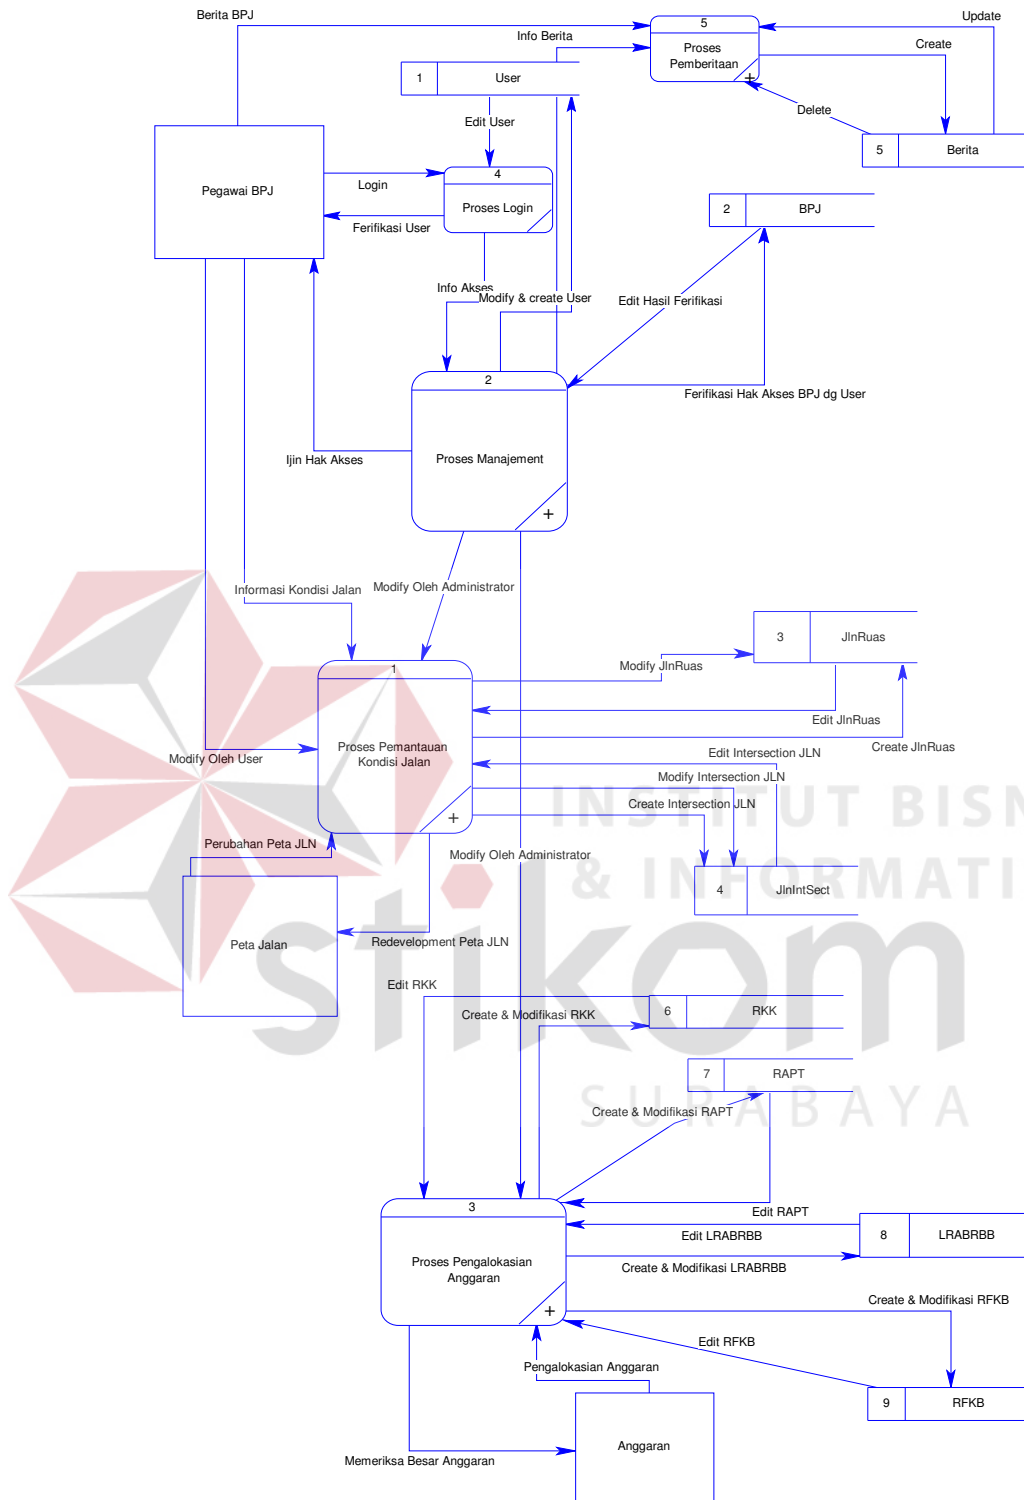 Berita BPJ
Update
5
Info Berita
Create
Proses
Pemberitaan
1
User
+
Delete
Edit User
5
Berita
4
Login
Pegawai BPJ
Proses Login
2
BPJ
Ferifikasi User
Info Akses
Modify & create User
Edit Hasil Ferifikasi
2
Ferifikasi Hak Akses BPJ dg User
Ijin Hak Akses
Proses Manajement
+
Modify Oleh Administrator
Informasi Kondisi Jalan
3
JlnRuas
1
Modify JlnRuas
Edit JlnRuas
Proses Pemantauan
Kondisi Jalan
Create JlnRuas
Modify Oleh User
Edit Intersection JLN
Modify Intersection JLN
Create Intersection JLN
+
INSTITUT BISN
Perubahan Peta JLN
Modify Oleh Administrator
& INFORMATI
4
JlnIntSect
Peta Jalan
Redevelopment Peta JLN
stikom
Edit RKK
Create & Modifikasi RKK
6
RKK
7
RAPT
Create & Modifikasi RAPT
SURABAYA
3
Edit RAPT
Edit LRABRBB
8
LRABRBB
Proses Pengalokasian
Anggaran
Create & Modifikasi LRABRBB
+
Create & Modifikasi RFKB
Edit RFKB
Pengalokasian Anggaran
9
RFKB
Anggaran
Memeriksa Besar Anggaran